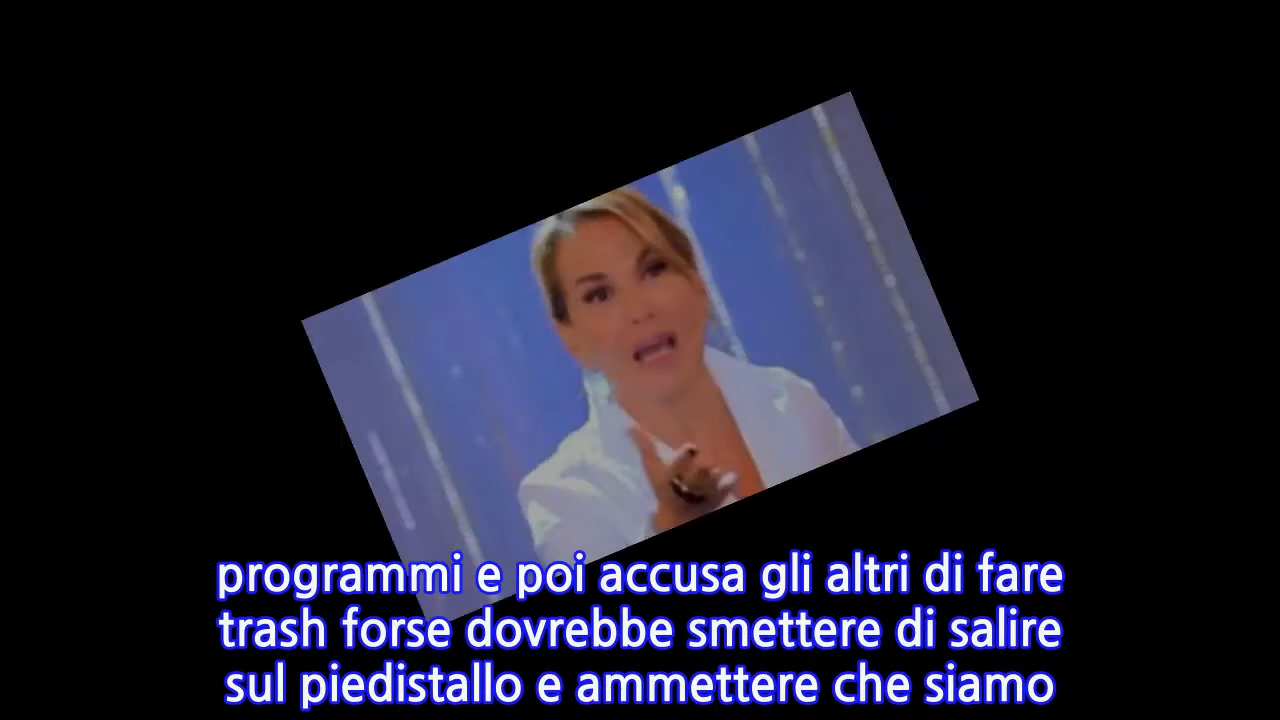 programmi e poi accusa gli altri di fare
trash forse dovrebbe smettere di salire
sul piedistallo e ammettere che siamo